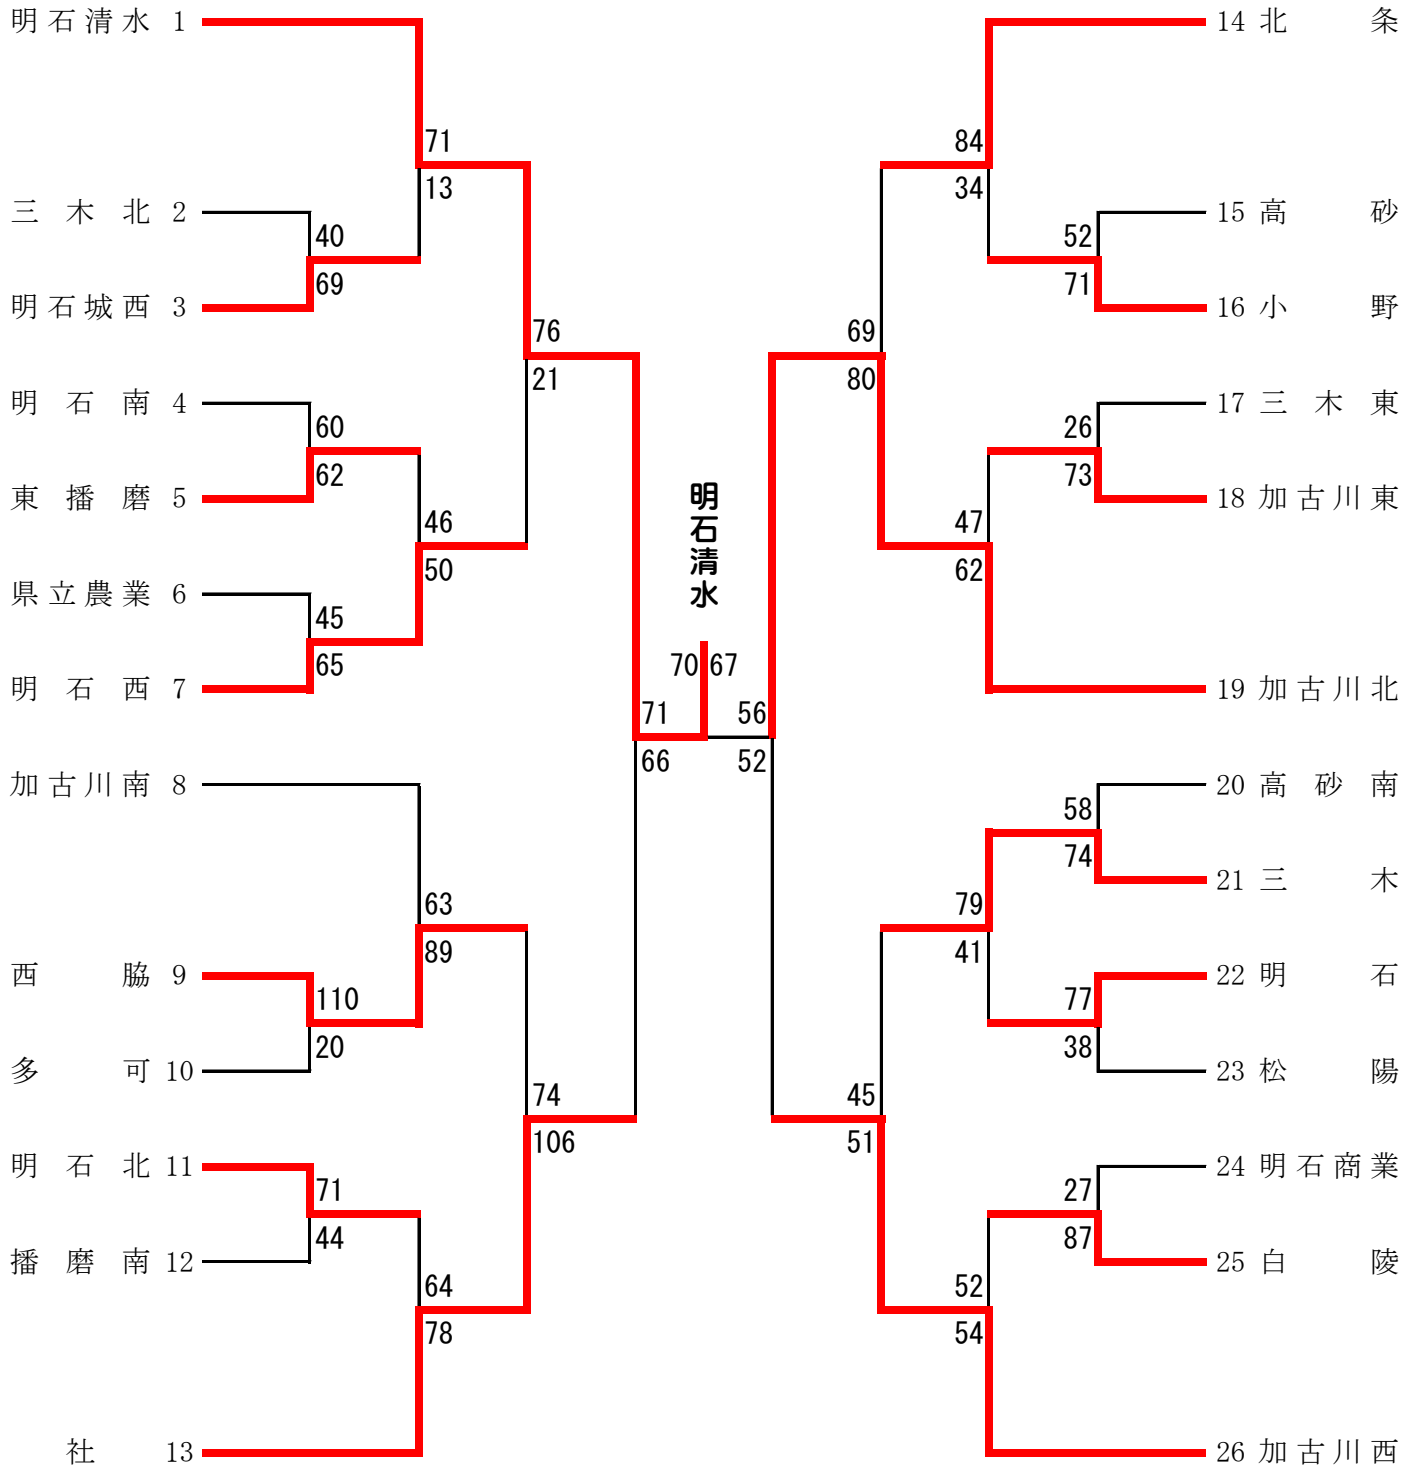 明石清水 1
三木北 2
明石城西 3
明石南 4
東播磨 5
県立農業 6
明石西 7
加古川南 8
西脇 9
多可 10
明石北 11
播磨南 12
社 13
71
13
40
69
76
21
60
62
46
50
45
65
71
66
63
89
110
20
74
106
71
44
64
78
明石清水
70 67
84
34
52
71
69
80
26
73
47
62
56
52
58
74
79
41
77
38
45
51
27
87
52
54
14 北条
15 高砂
16 小野
17 三木東
18 加古川東
19 加古川北
20 高砂南
21 三木
22 明石
23 松陽
24 明石商業
25 白陵
26 加古川西